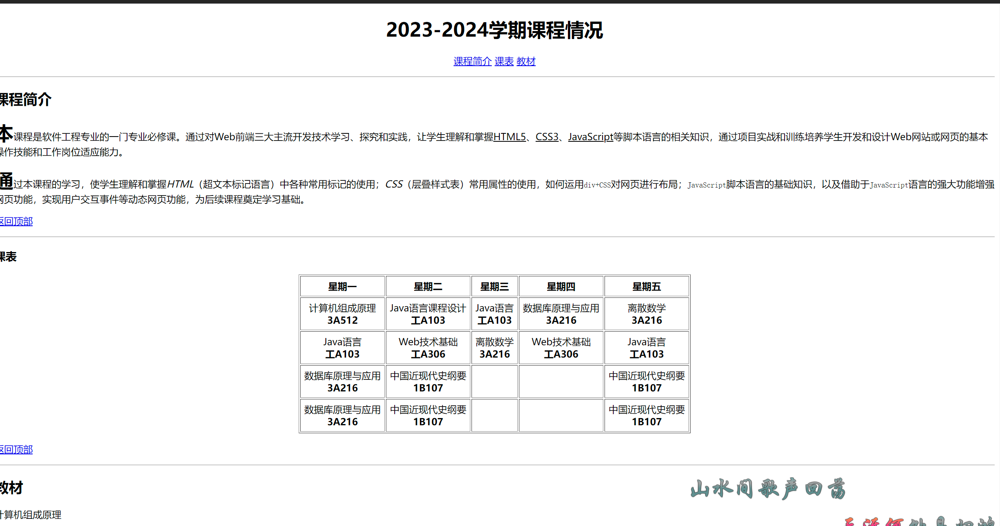 2023-2024学期课程情况
课程简介 课表 教材
课程简介
本课程是软件工程专业的一门专业必修课。通过对Web前端三大主流开发技术学习、探究和实践，让学生理解和掌握HTML5、CSS3、JavaScript等脚本语言的相关知识，通过项目实战和训练培养学生开发和设计Web网站或网页的基本
操作技能和工作岗位适应能力。
通过本课程的学习，使学生理解和掌握HTML（超文本标记语言）中各种常用标记的使用；CSS（层叠样式表）常用属性的使用，如何运用div+CSS对网页进行布局；JavaScript脚本语言的基础知识，以及借助于JavaScript语言的强大功能增强
网页功能，实现用户交互事件等动态网页功能，为后续课程奠定学习基础。
返回顶部
课表
星期一 星期二 星期三 星期四 星期五
计算机组成原理 Java语言课程设计 Java语言 数据库原理与应用 离散数学
3A512 工A103 工A103 3A216 3A216
Java语言 Web技术基础 离散数学 Web技术基础 Java语言
工A103 工A306 3A216 工A306 工A103
数据库原理与应用 中国近现代史纲要 中国近现代史纲要
3A216 1B107 1B107
数据库原理与应用 中国近现代史纲要 中国近现代史纲要
3A216 1B107 1B107
返回顶部
教材
山水间歌声回荡
计算机组成原理